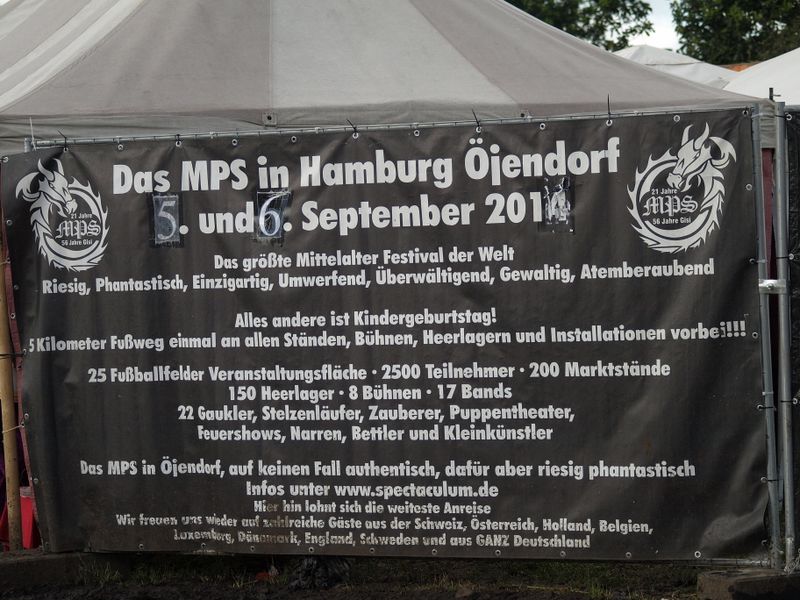 Das MPS in Hamburg Öjendorf
5. und 6. September 2014
21 Jahre
MPS
56 Jahre Gisi
21 Jahre
MPS
56 Jahre Gisi
Das größte Mittelalter Festival der Welt
Riesig, Phantastisch, Einzigartig, Umwerfend, Überwältigend, Gewaltig, Atemberaubend
Alles andere ist Kindergeburtstag!
5 Kilometer Fußweg einmal an allen Ständen, Bühnen, Heerlagern und Installationen vorbei!!!
25 Fußballfelder Veranstaltungsfläche · 2500 Teilnehmer · 200 Marktstände
150 Heerlager · 8 Bühnen · 17 Bands
22 Gaukler, Stelzenläufer, Zauberer, Puppentheater,
Feuershows, Narren, Bettler und Kleinkünstler
Das MPS in Öjendorf, auf keinen Fall authentisch, dafür aber riesig phantastisch
Infos unter www.spectaculum.de
Hier hin lohnt sich die weiteste Anreise
Wir freuen uns wieder auf zahlreiche Gäste aus der Schweiz, Österreich, Holland, Belgien,
Luxemburg, Dänemark, England, Schweden und aus GANZ Deutschland